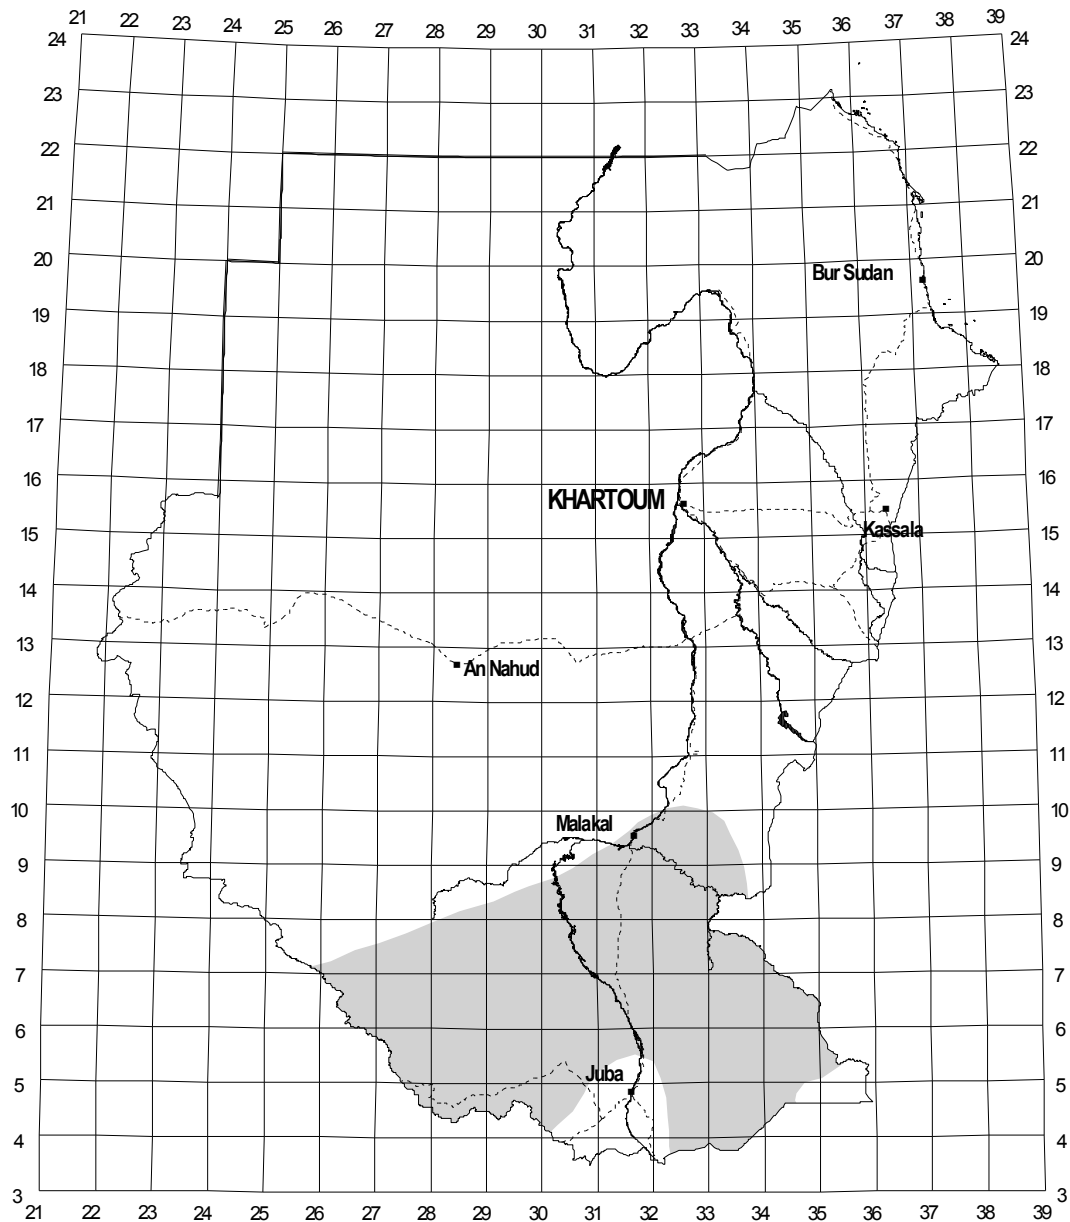 21 22 23 24 25 26 27 28 29 30 31 32 33 34 35 36 37 38 39
24 24
23 23
22 22
21 21
20 Bur Sudan 20
19 19
18 18
17 17
16 KHARTOUM 16
15 Kassala 15
14 14
13 An Nahud 13
12 12
11 11
10 Malakal 10
9 9
8 8
7 7
6 6
5 Juba 5
4 4
3 3
21 22 23 24 25 26 27 28 29 30 31 32 33 34 35 36 37 38 39